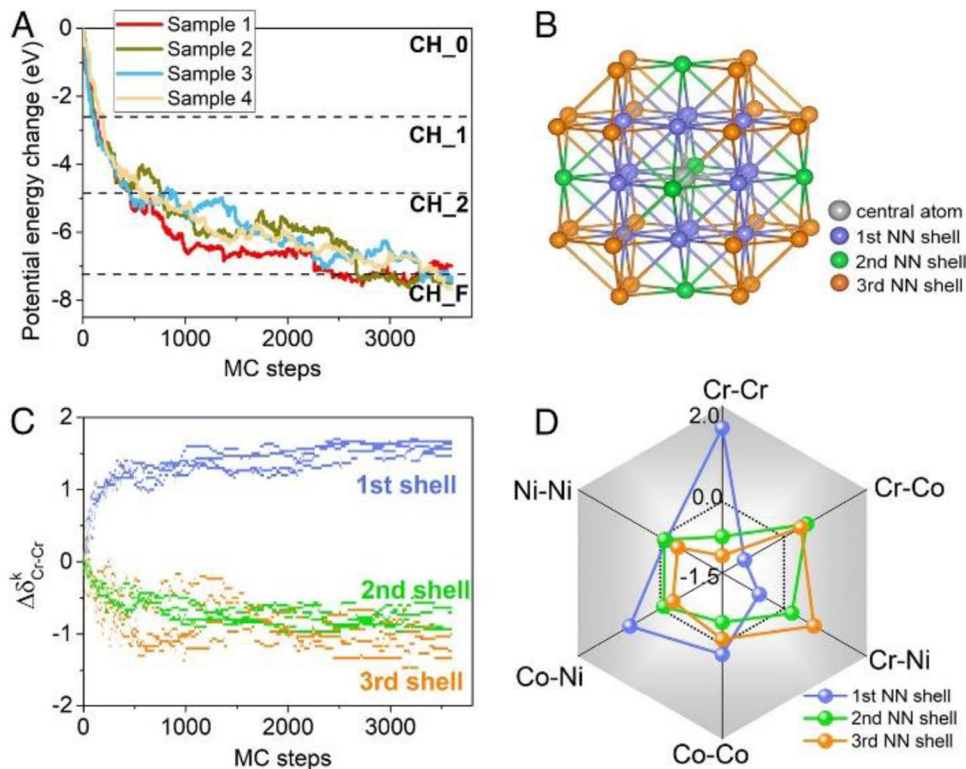 A
Potential energy change (eV)
0
-2
-4
-6
-8
Sample 1
Sample 2
Sample 3
Sample 4
CH_0
CH_1
CH_2
CH_F
0 1000 2000 3000
MC steps
B
central atom
1st NN shell
2nd NN shell
3rd NN shell
C
Δδᵏ_Cr-Cr
2
1
0
-1
-2
1st shell
2nd shell
3rd shell
0 1000 2000 3000
MC steps
D
Cr-Cr
2.0
0.0
-1.5
Ni-Ni
Cr-Co
Co-Ni
Cr-Ni
Co-Co
1st NN shell
2nd NN shell
3rd NN shell